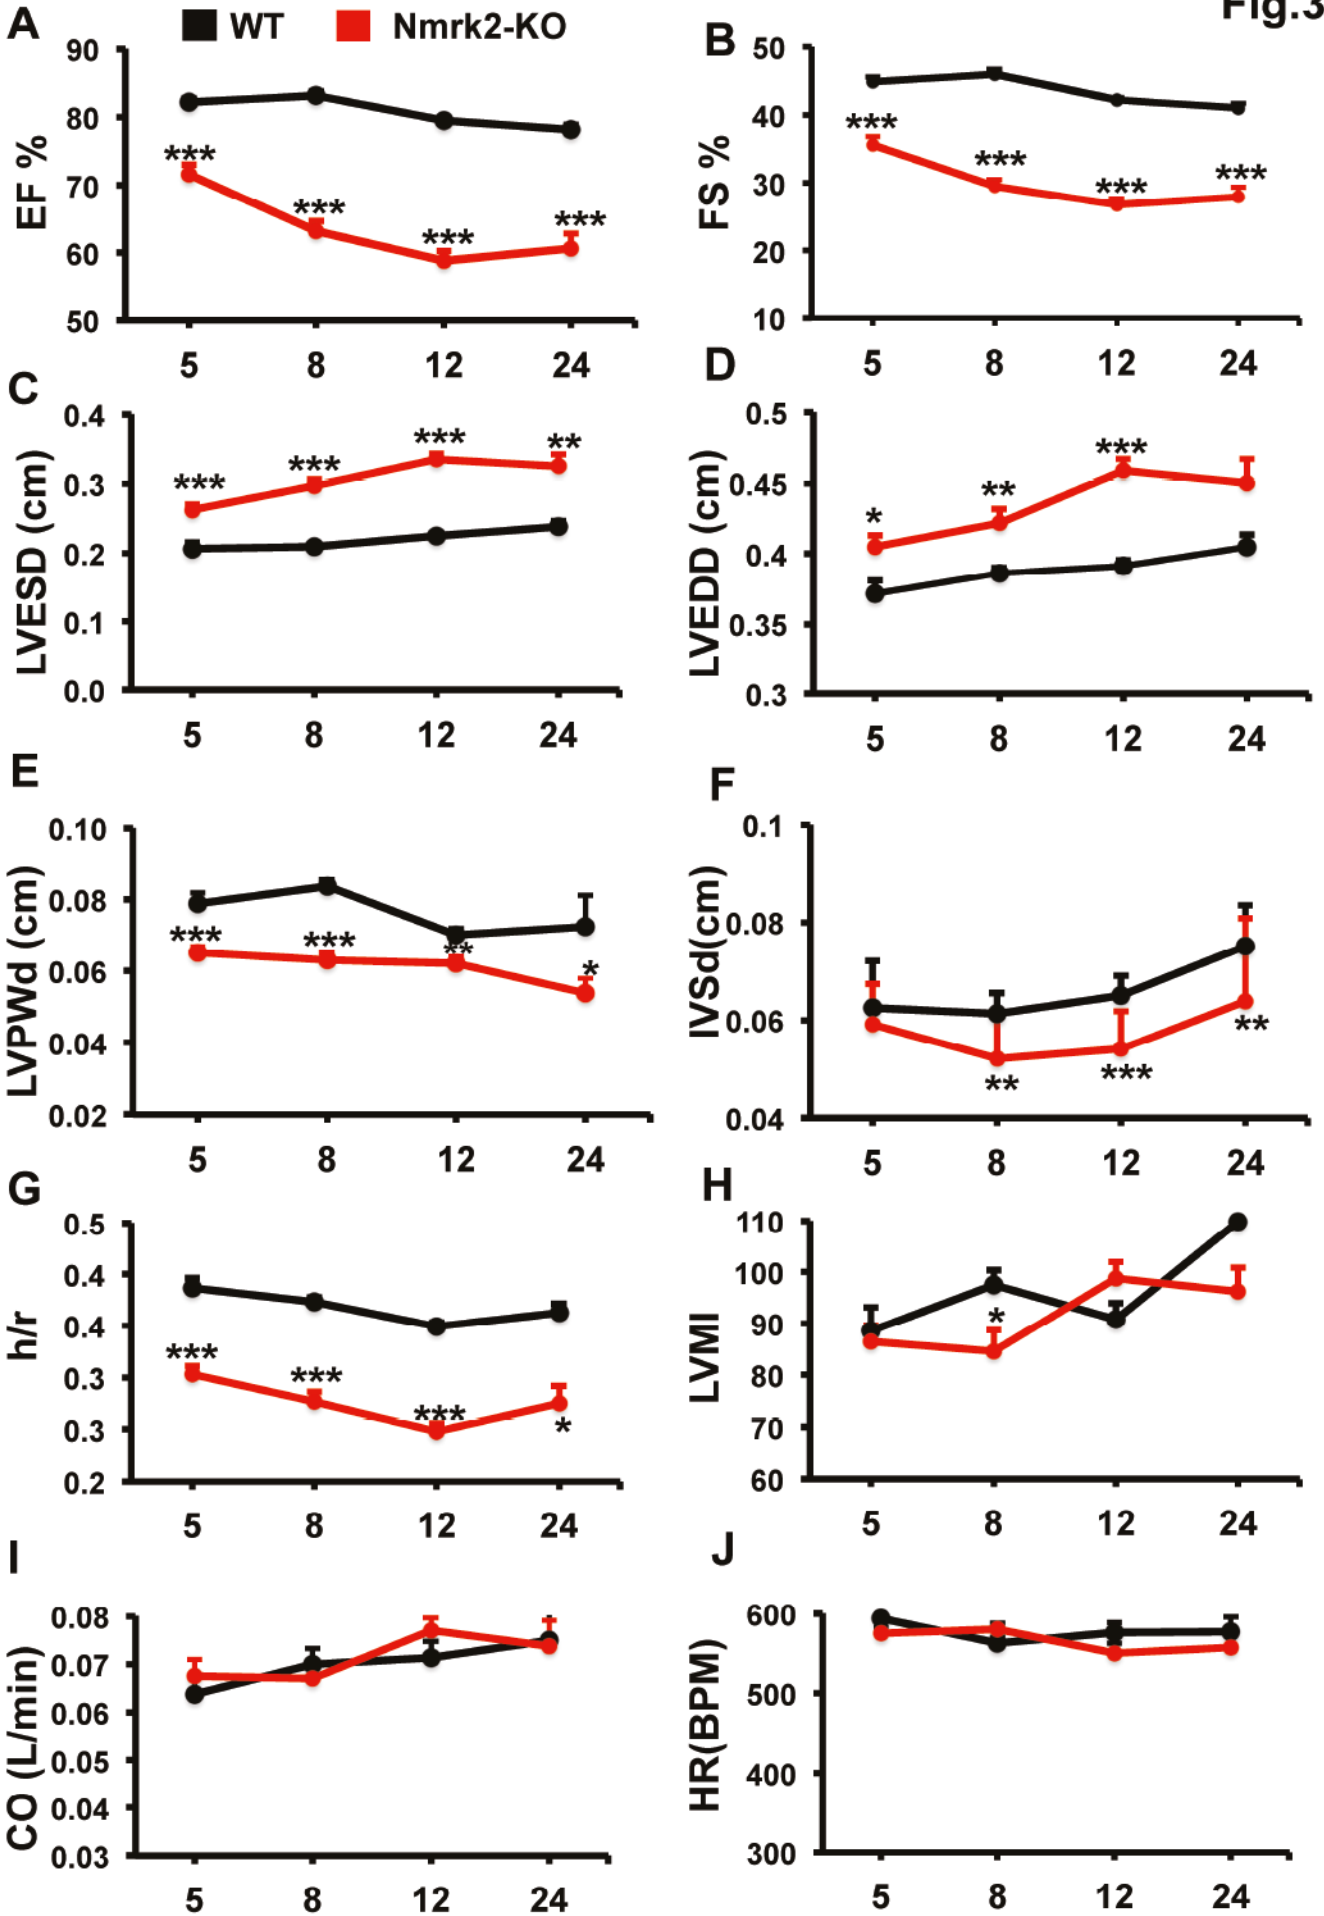 Fig.3
A WT Nmrk2-KO
B
EF %
90
80
70
60
50
*** *** *** ***
5 8 12 24
FS %
50
40
30
20
10
*** *** *** ***
5 8 12 24
C
LVESD (cm)
0.4
0.3
0.2
0.1
0.0
*** *** *** **
5 8 12 24
D
LVEDD (cm)
0.5
0.45
0.4
0.35
0.3
* ** ***
5 8 12 24
E
LVPWd (cm)
0.10
0.08
0.06
0.04
0.02
*** *** ** *
5 8 12 24
F
IVSd(cm)
0.1
0.08
0.06
0.04
** *** **
5 8 12 24
G
h/r
0.5
0.4
0.4
0.3
0.3
0.2
*** *** *** *
5 8 12 24
H
LVMI
110
100
90
80
70
60
*
5 8 12 24
I
CO (L/min)
0.08
0.07
0.06
0.05
0.04
0.03
5 8 12 24
J
HR(BPM)
600
500
400
300
5 8 12 24